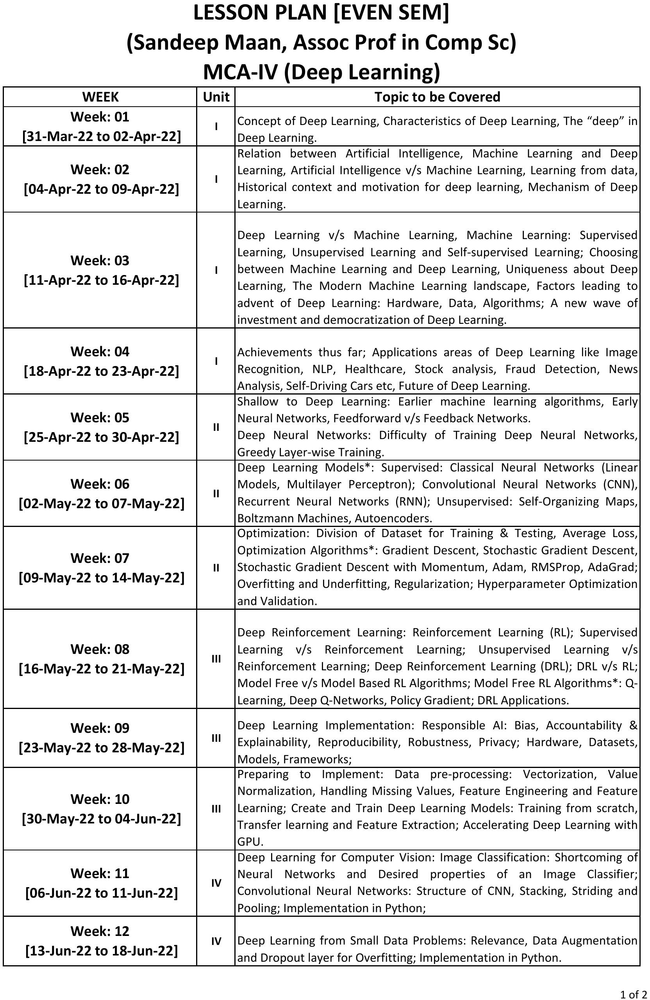 LESSON PLAN [EVEN SEM]
(Sandeep Maan, Assoc Prof in Comp Sc)
MCA-IV (Deep Learning)
WEEK Unit Topic to be Covered
Week: 01
[31-Mar-22 to 02-Apr-22]
I
Concept of Deep Learning, Characteristics of Deep Learning, The “deep” in
Deep Learning.
Week: 02
[04-Apr-22 to 09-Apr-22]
I
Relation between Artificial Intelligence, Machine Learning and Deep
Learning, Artificial Intelligence v/s Machine Learning, Learning from data,
Historical context and motivation for deep learning, Mechanism of Deep
Learning.
Week: 03
[11-Apr-22 to 16-Apr-22]
I
Deep Learning v/s Machine Learning, Machine Learning: Supervised
Learning, Unsupervised Learning and Self-supervised Learning; Choosing
between Machine Learning and Deep Learning, Uniqueness about Deep
Learning, The Modern Machine Learning landscape, Factors leading to
advent of Deep Learning: Hardware, Data, Algorithms; A new wave of
investment and democratization of Deep Learning.
Week: 04
[18-Apr-22 to 23-Apr-22]
I
Achievements thus far; Applications areas of Deep Learning like Image
Recognition, NLP, Healthcare, Stock analysis, Fraud Detection, News
Analysis, Self-Driving Cars etc, Future of Deep Learning.
Week: 05
[25-Apr-22 to 30-Apr-22]
II
Shallow to Deep Learning: Earlier machine learning algorithms, Early
Neural Networks, Feedforward v/s Feedback Networks.
Deep Neural Networks: Difficulty of Training Deep Neural Networks,
Greedy Layer-wise Training.
Week: 06
[02-May-22 to 07-May-22]
II
Deep Learning Models*: Supervised: Classical Neural Networks (Linear
Models, Multilayer Perceptron); Convolutional Neural Networks (CNN),
Recurrent Neural Networks (RNN); Unsupervised: Self-Organizing Maps,
Boltzmann Machines, Autoencoders.
Week: 07
[09-May-22 to 14-May-22]
II
Optimization: Division of Dataset for Training & Testing, Average Loss,
Optimization Algorithms*: Gradient Descent, Stochastic Gradient Descent,
Stochastic Gradient Descent with Momentum, Adam, RMSProp, AdaGrad;
Overfitting and Underfitting, Regularization; Hyperparameter Optimization
and Validation.
Week: 08
[16-May-22 to 21-May-22]
III
Deep Reinforcement Learning: Reinforcement Learning (RL); Supervised
Learning v/s Reinforcement Learning; Unsupervised Learning v/s
Reinforcement Learning; Deep Reinforcement Learning (DRL); DRL v/s RL;
Model Free v/s Model Based RL Algorithms; Model Free RL Algorithms*: Q-
Learning, Deep Q-Networks, Policy Gradient; DRL Applications.
Week: 09
[23-May-22 to 28-May-22]
III
Deep Learning Implementation: Responsible AI: Bias, Accountability &
Explainability, Reproducibility, Robustness, Privacy; Hardware, Datasets,
Models, Frameworks;
Week: 10
[30-May-22 to 04-Jun-22]
III
Preparing to Implement: Data pre-processing: Vectorization, Value
Normalization, Handling Missing Values, Feature Engineering and Feature
Learning; Create and Train Deep Learning Models: Training from scratch,
Transfer learning and Feature Extraction; Accelerating Deep Learning with
GPU.
Week: 11
[06-Jun-22 to 11-Jun-22]
IV
Deep Learning for Computer Vision: Image Classification: Shortcoming of
Neural Networks and Desired properties of an Image Classifier;
Convolutional Neural Networks: Structure of CNN, Stacking, Striding and
Pooling; Implementation in Python;
Week: 12
[13-Jun-22 to 18-Jun-22]
IV
Deep Learning from Small Data Problems: Relevance, Data Augmentation
and Dropout layer for Overfitting; Implementation in Python.
1 of 2